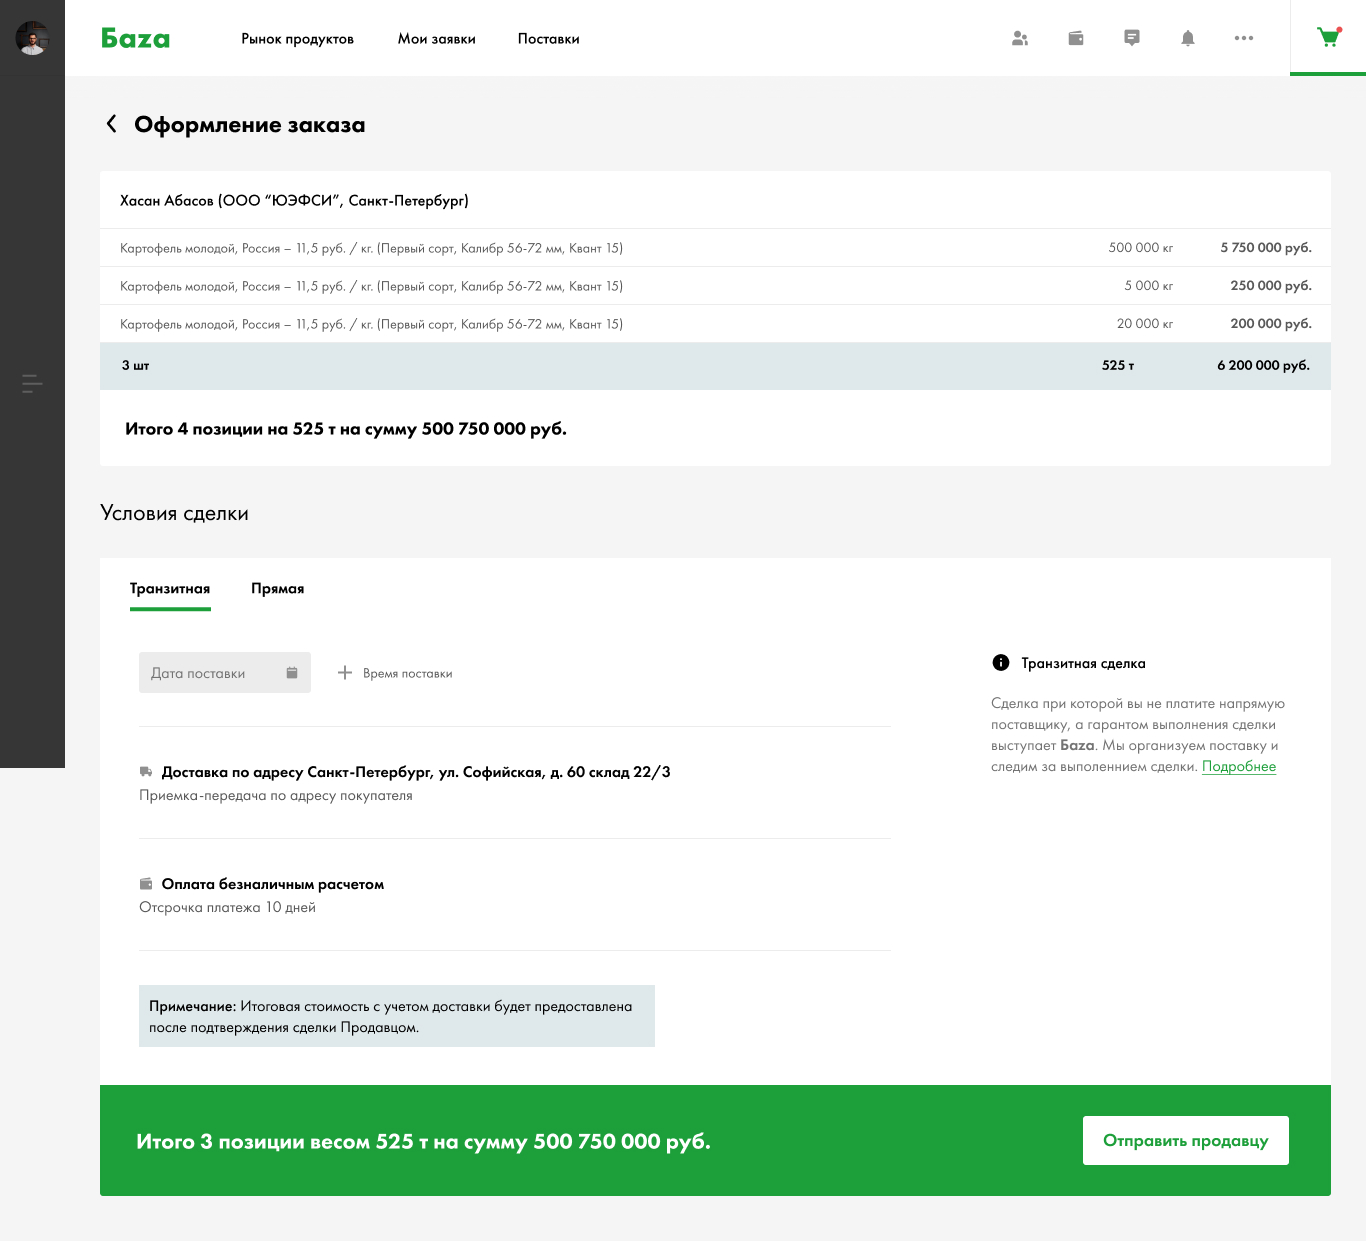 Баzа
Рынок продуктов
Мои заявки
Поставки
Оформление заказа
Хасан Абасов (ООО “ЮЭФСИ”, Санкт-Петербург)
Картофель молодой, Россия – 11,5 руб. / кг. (Первый сорт, Калибр 56-72 мм, Квант 15) 500 000 кг 5 750 000 руб.
Картофель молодой, Россия – 11,5 руб. / кг. (Первый сорт, Калибр 56-72 мм, Квант 15) 5 000 кг 250 000 руб.
Картофель молодой, Россия – 11,5 руб. / кг. (Первый сорт, Калибр 56-72 мм, Квант 15) 20 000 кг 200 000 руб.
3 шт 525 т 6 200 000 руб.
Итого 4 позиции на 525 т на сумму 500 750 000 руб.
Условия сделки
Транзитная
Прямая
Дата поставки
Время поставки
Доставка по адресу Санкт-Петербург, ул. Софийская, д. 60 склад 22/3
Приемка-передача по адресу покупателя
Оплата безналичным расчетом
Отсрочка платежа 10 дней
Примечание: Итоговая стоимость с учетом доставки будет предоставлена
после подтверждения сделки Продавцом.
Транзитная сделка
Сделка при которой вы не платите напрямую
поставщику, а гарантом выполнения сделки
выступает Баzа. Мы организуем поставку и
следим за выполеннием сделки. Подробнее
Итого 3 позиции весом 525 т на сумму 500 750 000 руб.
Отправить продавцу